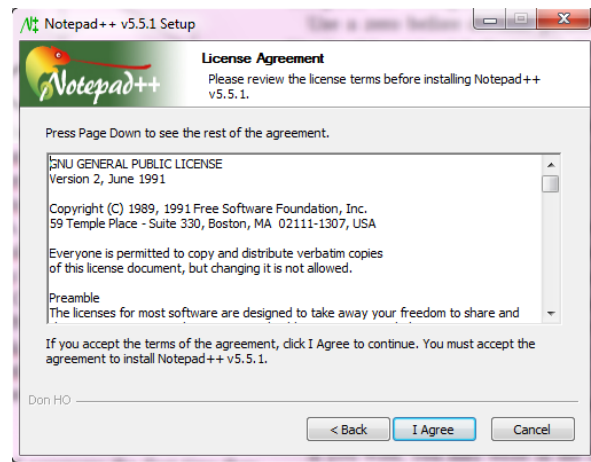 Notepad++ v5.5.1 Setup
Notepad++
License Agreement
Please review the license terms before installing Notepad++
v5.5.1.
Press Page Down to see the rest of the agreement.
GNU GENERAL PUBLIC LICENSE
Version 2, June 1991
Copyright (C) 1989, 1991 Free Software Foundation, Inc.
59 Temple Place - Suite 330, Boston, MA 02111-1307, USA
Everyone is permitted to copy and distribute verbatim copies
of this license document, but changing it is not allowed.
Preamble
The licenses for most software are designed to take away your freedom to share and
If you accept the terms of the agreement, click I Agree to continue. You must accept the
agreement to install Notepad++ v5.5.1.
Don HO
< Back
I Agree
Cancel